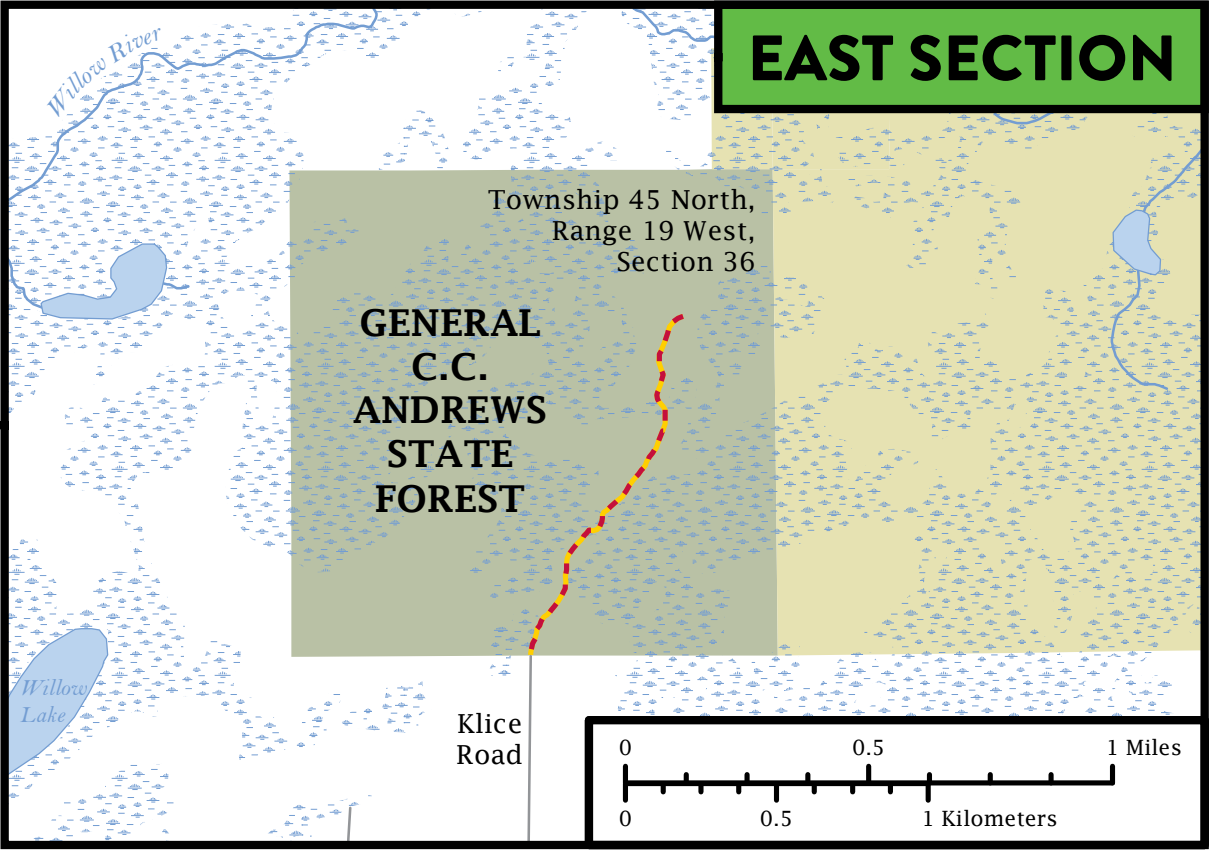 Willow River
EAST SECTION
Township 45 North,
Range 19 West,
Section 36
GENERAL
C.C.
ANDREWS
STATE
FOREST
Willow
Lake
Klice
Road
0 0.5 1 Miles
0 0.5 1 Kilometers